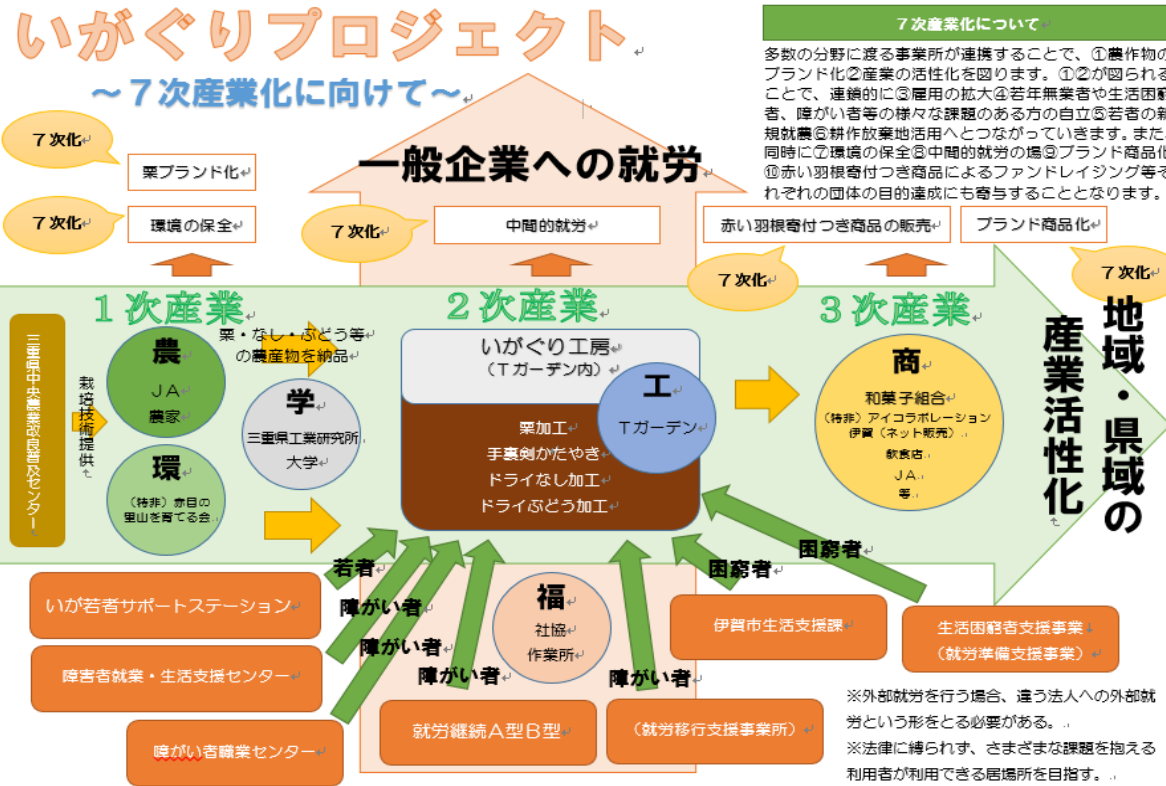 いがぐりプロジェクト
～７次産業化に向けて～
７次産業化について
多数の分野に渡る事業所が連携することで、①農作物の
ブランド化②産業の活性化を図ります。①②が図られる
ことで、連鎖的に③雇用の拡大④若年無業者や生活困窮
者、障がい者等の様々な課題のある方の自立⑤若者の新
規就農⑥耕作放棄地活用へとつながっていきます。また、
同時に⑦環境の保全⑧中間的就労の場⑨ブランド商品化
⑩赤い羽根寄付つき商品によるファンドレイジング等そ
れぞれの団体の目的達成にも寄与することとなります。
７次化
栗ブランド化
一般企業への就労
７次化
環境の保全
７次化
中間的就労
赤い羽根寄付つき商品の販売
ブランド商品化
７次化
７次化
１次産業
２次産業
３次産業
地域・県域の
産業活性化
三重県中央農業改良普及センター
栽培技術提供
農
ＪＡ
農家
栗・なし・ぶどう等
の農産物を納品
学
三重県工業研究所
大学
環
（特非）赤目の
里山を育てる会
いがぐり工房
（Ｔガーデン内）
工
Ｔガーデン
栗加工
手裏剣かたやき
ドライなし加工
ドライぶどう加工
商
和菓子組合
（特非）アイコラボレーション
伊賀（ネット販売）
飲食店
ＪＡ
等
若者
障がい者
障がい者
障がい者
障がい者
困窮者
困窮者
福
社協
作業所
いが若者サポートステーション
障害者就業・生活支援センター
障がい者職業センター
就労継続Ａ型Ｂ型
（就労移行支援事業所）
伊賀市生活支援課
生活困窮者支援事業
（就労準備支援事業）
※外部就労を行う場合、違う法人への外部就
労という形をとる必要がある。
※法律に縛られず、さまざまな課題を抱える
利用者が利用できる居場所を目指す。